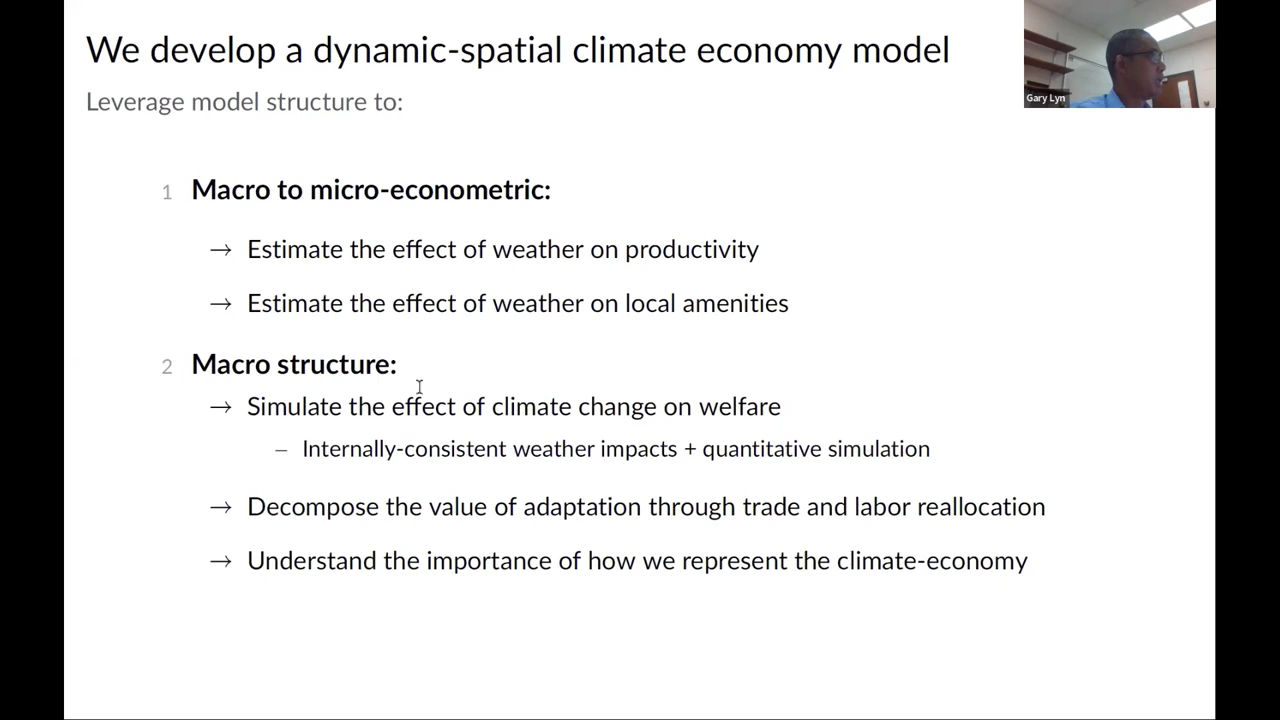 We develop a dynamic-spatial climate economy model
Leverage model structure to:
Gary Lyn
1 Macro to micro-econometric:
→ Estimate the effect of weather on productivity
→ Estimate the effect of weather on local amenities
2 Macro structure:
→ Simulate the effect of climate change on welfare
– Internally-consistent weather impacts + quantitative simulation
→ Decompose the value of adaptation through trade and labor reallocation
→ Understand the importance of how we represent the climate-economy